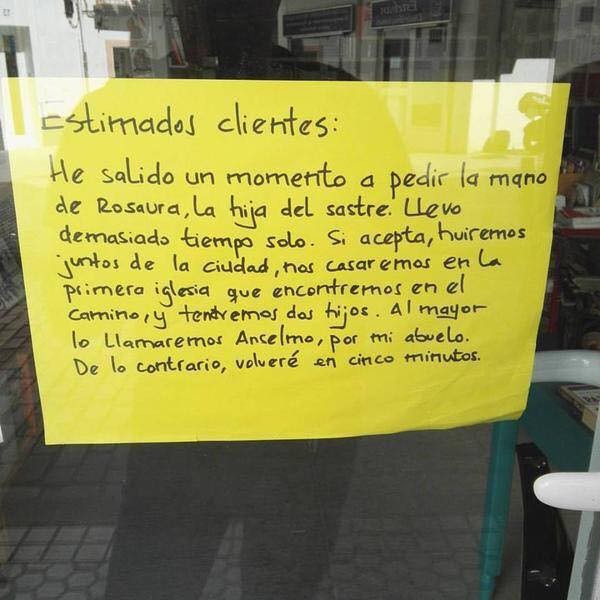 Estimados clientes:
He salido un momento a pedir la mano
de Rosaura, la hija del sastre. Llevo
demasiado tiempo solo. Si acepta, huiremos
juntos de la ciudad, nos casaremos en la
primera iglesia que encontremos en el
camino, y tendremos dos hijos. Al mayor
lo llamaremos Anselmo, por mi abuelo.
De lo contrario, volveré en cinco minutos.